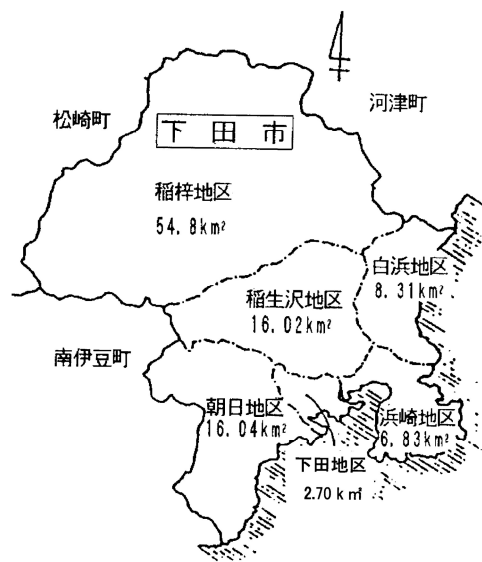 河津町
松崎町
下田市
稲梓地区
54.8km²
白浜地区
8.31km²
稲生沢地区
16.02km²
南伊豆町
朝日地区
16.04km²
浜崎地区
6.83km²
下田地区
2.70km²